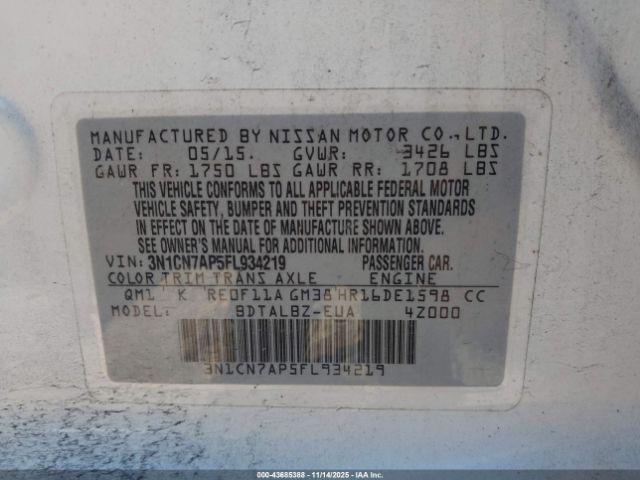 MANUFACTURED BY NISSAN MOTOR CO., LTD.
DATE: 05/15. GVWR: 3426 LBS
GAWR FR: 1750 LBS GAWR RR: 1708 LBS
THIS VEHICLE CONFORMS TO ALL APPLICABLE FEDERAL MOTOR
VEHICLE SAFETY, BUMPER AND THEFT PREVENTION STANDARDS
IN EFFECT ON THE DATE OF MANUFACTURE SHOWN ABOVE.
SEE OWNER'S MANUAL FOR ADDITIONAL INFORMATION.
VIN: 3N1CN7AP5FL934219 PASSENGER CAR.
COLOR TRIM TRANS AXLE ENGINE
QM1 K RE0F11A GM38 HR16DE1598 CC
MODEL: BDTALBZ-EUA 4Z000
3N1CN7AP5FL934219
000-43685388 - 11/14/2025 - IAAI.COM